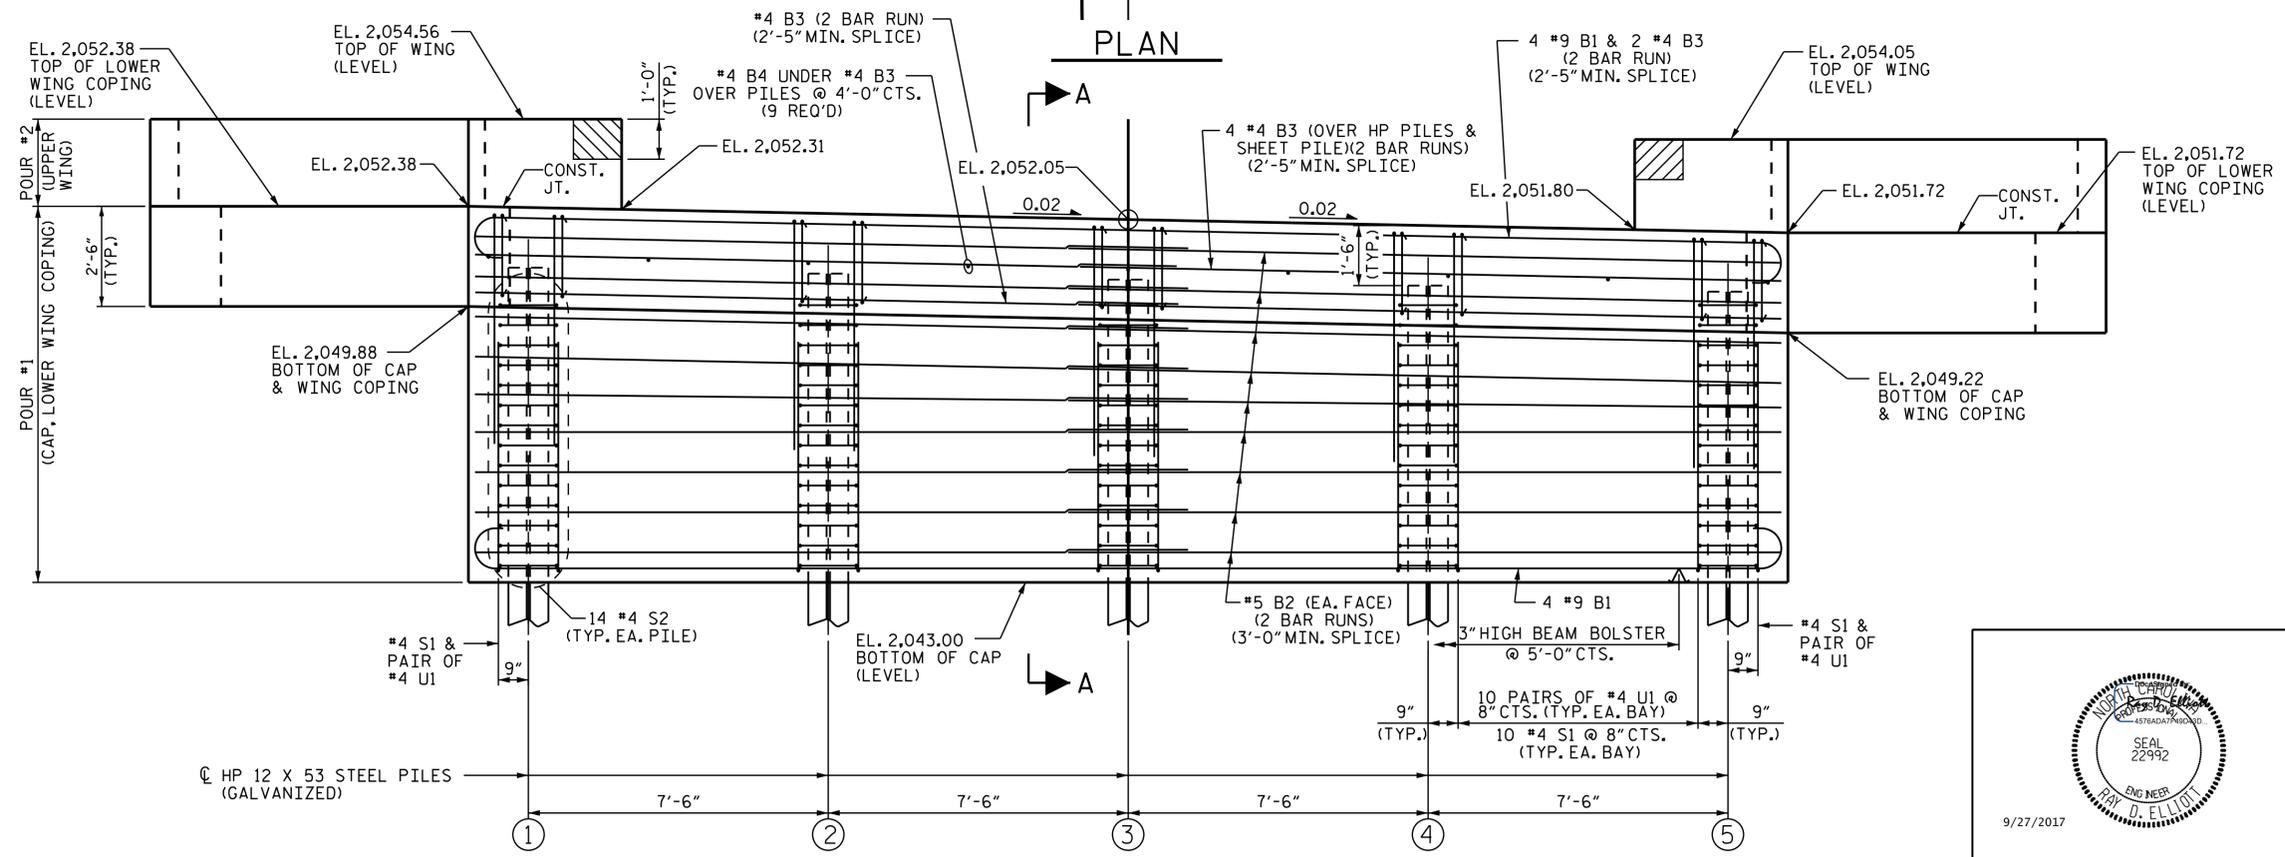 PLAN
EL. 2,052.38
TOP OF LOWER
WING COPING
(LEVEL)
EL. 2,054.56
TOP OF WING
(LEVEL)
#4 B3 (2 BAR RUN)
(2'-5" MIN. SPLICE)
#4 B4 UNDER #4 B3
OVER PILES @ 4'-0" CTS.
(9 REQ'D)
1'-0"
(TYP.)
A
4 #9 B1 & 2 #4 B3
(2 BAR RUN)
(2'-5" MIN. SPLICE)
EL. 2,054.05
TOP OF WING
(LEVEL)
4 #4 B3 (OVER HP PILES &
SHEET PILE)(2 BAR RUNS)
(2'-5" MIN. SPLICE)
POUR #2
(UPPER
WING)
EL. 2,052.38
CONST.
JT.
EL. 2,052.31
EL. 2,052.05
0.02
0.02
1'-6"
(TYP.)
EL. 2,051.80
EL. 2,051.72
CONST.
JT.
EL. 2,051.72
TOP OF LOWER
WING COPING
(LEVEL)
2'-6"
(TYP.)
POUR #1
(CAP, LOWER WING COPING)
EL. 2,049.88
BOTTOM OF CAP
& WING COPING
EL. 2,049.22
BOTTOM OF CAP
& WING COPING
14 #4 S2
(TYP. EA. PILE)
#4 S1 &
PAIR OF
#4 U1
9"
EL. 2,043.00
BOTTOM OF CAP
(LEVEL)
A
#5 B2 (EA. FACE)
(2 BAR RUNS)
(3'-0" MIN. SPLICE)
4 #9 B1
3" HIGH BEAM BOLSTER
@ 5'-0" CTS.
#4 S1 &
PAIR OF
#4 U1
9"
9"
(TYP.)
10 PAIRS OF #4 U1 @
8" CTS. (TYP. EA. BAY)
10 #4 S1 @ 8" CTS.
(TYP. EA. BAY)
9"
(TYP.)
℄ HP 12 X 53 STEEL PILES
(GALVANIZED)
7'-6"
7'-6"
7'-6"
7'-6"
1
2
3
4
5
NORTH CAROLINA
PROFESSIONAL
DocuSigned by:
Ray D. Elliott
SEAL
22992
ENGINEER
RAY D. ELLIOTT
9/27/2017